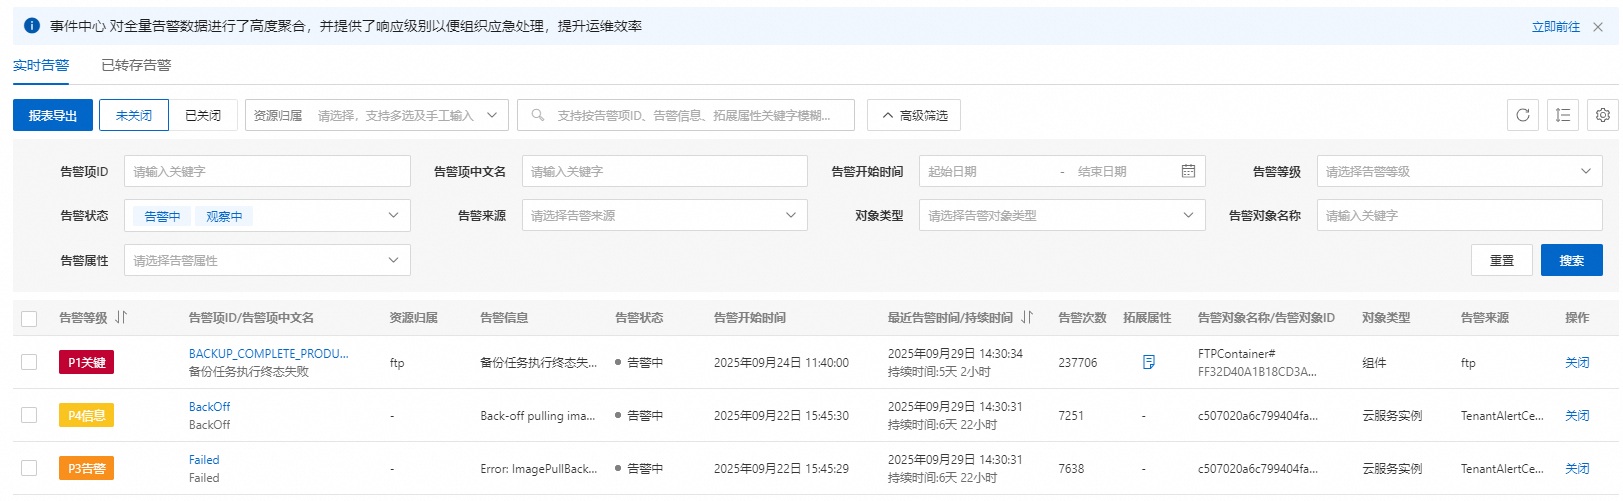 事件中心 对全量告警数据进行了高度聚合，并提供了响应级别以便组织应急处理，提升运维效率 立即前往
实时告警 已转存告警
报表导出 未关闭 已关闭 资源归属 请选择，支持多选及手工输入 支持按告警项ID、告警信息、拓展属性关键字模糊... 高级筛选
告警项ID 请输入关键字 告警项中文名 请输入关键字 告警开始时间 起始日期 - 结束日期 告警等级 请选择告警等级
告警状态 告警中 观察中 告警来源 请选择告警来源 对象类型 请选择告警对象类型 告警对象名称 请输入关键字
告警属性 请选择告警属性 重置 搜索
告警等级 告警项ID/告警项中文名 资源归属 告警信息 告警状态 告警开始时间 最近告警时间/持续时间 告警次数 拓展属性 告警对象名称/告警对象ID 对象类型 告警来源 操作
P1关键 BACKUP_COMPLETE_PRODU... ftp 备份任务执行终态失... 告警中 2025年09月24日 11:40:00 2025年09月29日 14:30:34 237706 FTPContainer# 组件 ftp 关闭
备份任务执行终态失败 持续时间:5天 2小时 FF32D40A1B18CD3A...
P4信息 BackOff - Back-off pulling ima... 告警中 2025年09月22日 15:45:30 2025年09月29日 14:30:31 7251 - c507020a6c799404fa... 云服务实例 TenantAlertCe... 关闭
BackOff 持续时间:6天 22小时
P3告警 Failed - Error: ImagePullBack... 告警中 2025年09月22日 15:45:29 2025年09月29日 14:30:31 7638 - c507020a6c799404fa... 云服务实例 TenantAlertCe... 关闭
Failed 持续时间:6天 22小时